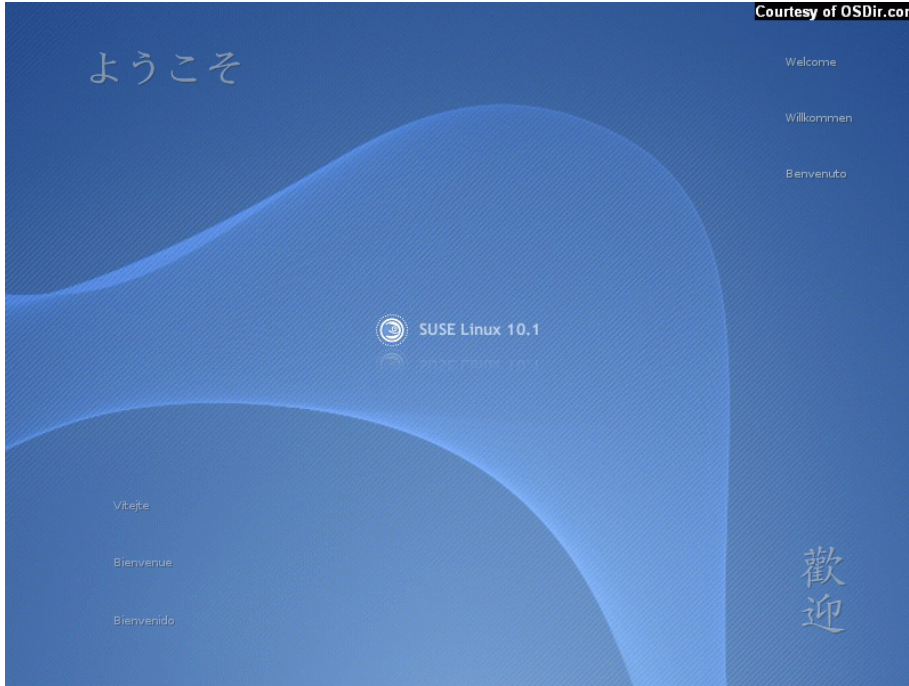 Courtesy of OSDir.com
ようこそ
Welcome
Willkommen
Benvenuto
SUSE Linux 10.1
Vítejte
Bienvenue
Bienvenido
歡
迎